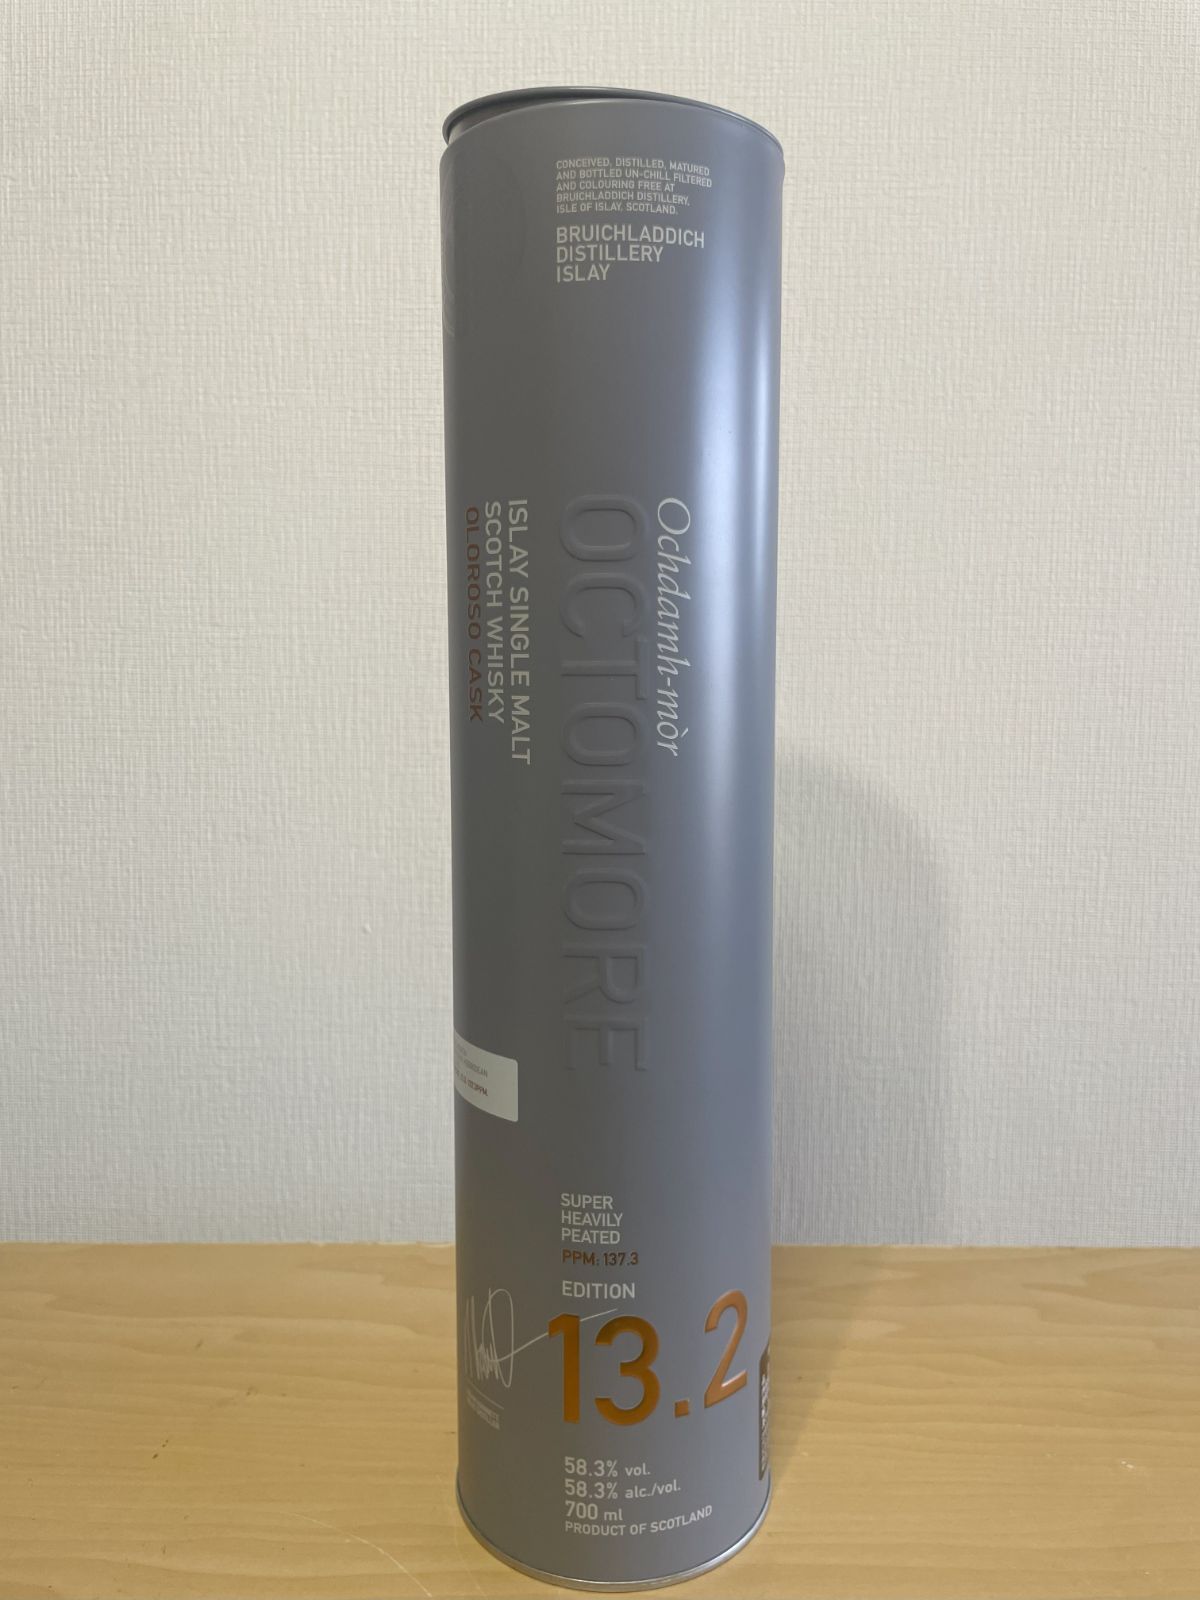 CONCEIVED, DISTILLED, MATURED
AND BOTTLED UN-CHILL FILTERED
AND COLOURING FREE AT
BRUICHLADDICH DISTILLERY,
ISLE OF ISLAY, SCOTLAND.
BRUICHLADDICH
DISTILLERY
ISLAY
Ochdamh-mòr
OCTOMORE
ISLAY SINGLE MALT
SCOTCH WHISKY
OLOROSO CASK
SUPER
HEAVILY
PEATED
PPM: 137.3
EDITION
13.2
58.3% vol.
58.3% alc./vol.
700 ml
PRODUCT OF SCOTLAND